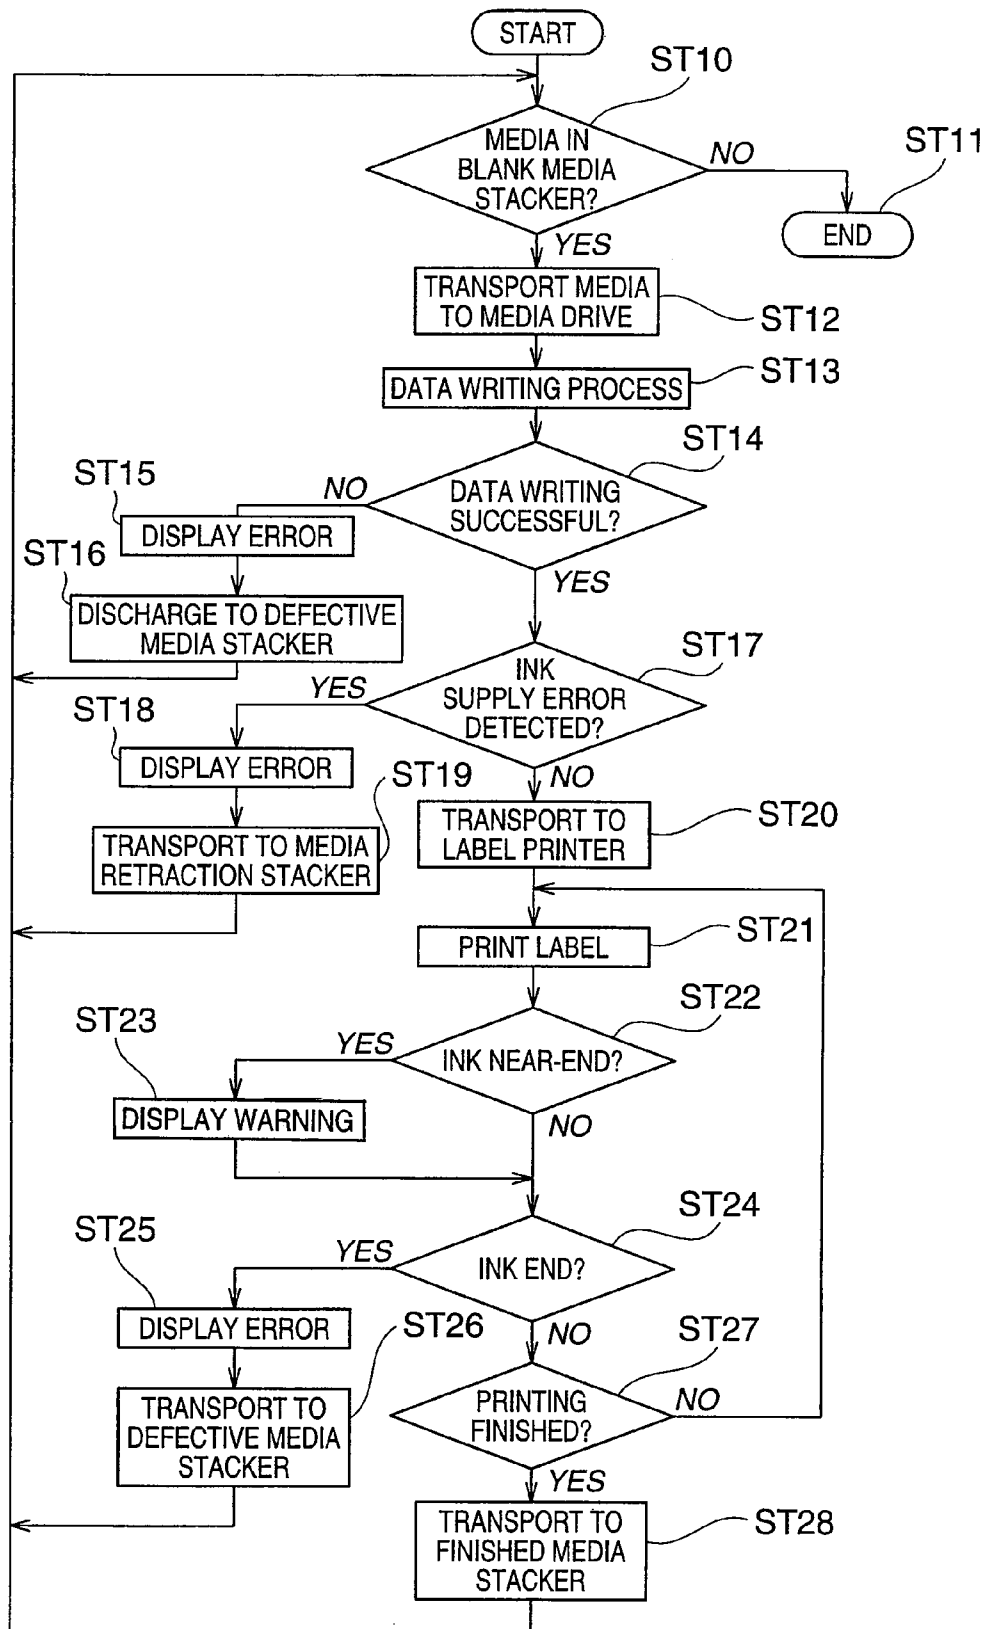 START
ST10
MEDIA IN
BLANK MEDIA
STACKER?
NO
ST11
END
YES
TRANSPORT MEDIA
TO MEDIA DRIVE
ST12
DATA WRITING PROCESS
ST13
ST14
DATA WRITING
SUCCESSFUL?
NO
ST15
DISPLAY ERROR
ST16
YES
DISCHARGE TO DEFECTIVE
MEDIA STACKER
ST17
INK
SUPPLY ERROR
DETECTED?
YES
ST18
DISPLAY ERROR
NO
ST19
TRANSPORT TO MEDIA
RETRACTION STACKER
TRANSPORT TO
LABEL PRINTER
ST20
PRINT LABEL
ST21
ST22
INK NEAR-END?
YES
ST23
DISPLAY WARNING
NO
ST24
INK END?
YES
ST25
DISPLAY ERROR
NO
ST26
TRANSPORT TO
DEFECTIVE MEDIA
STACKER
ST27
PRINTING
FINISHED?
NO
YES
TRANSPORT TO
FINISHED MEDIA
STACKER
ST28